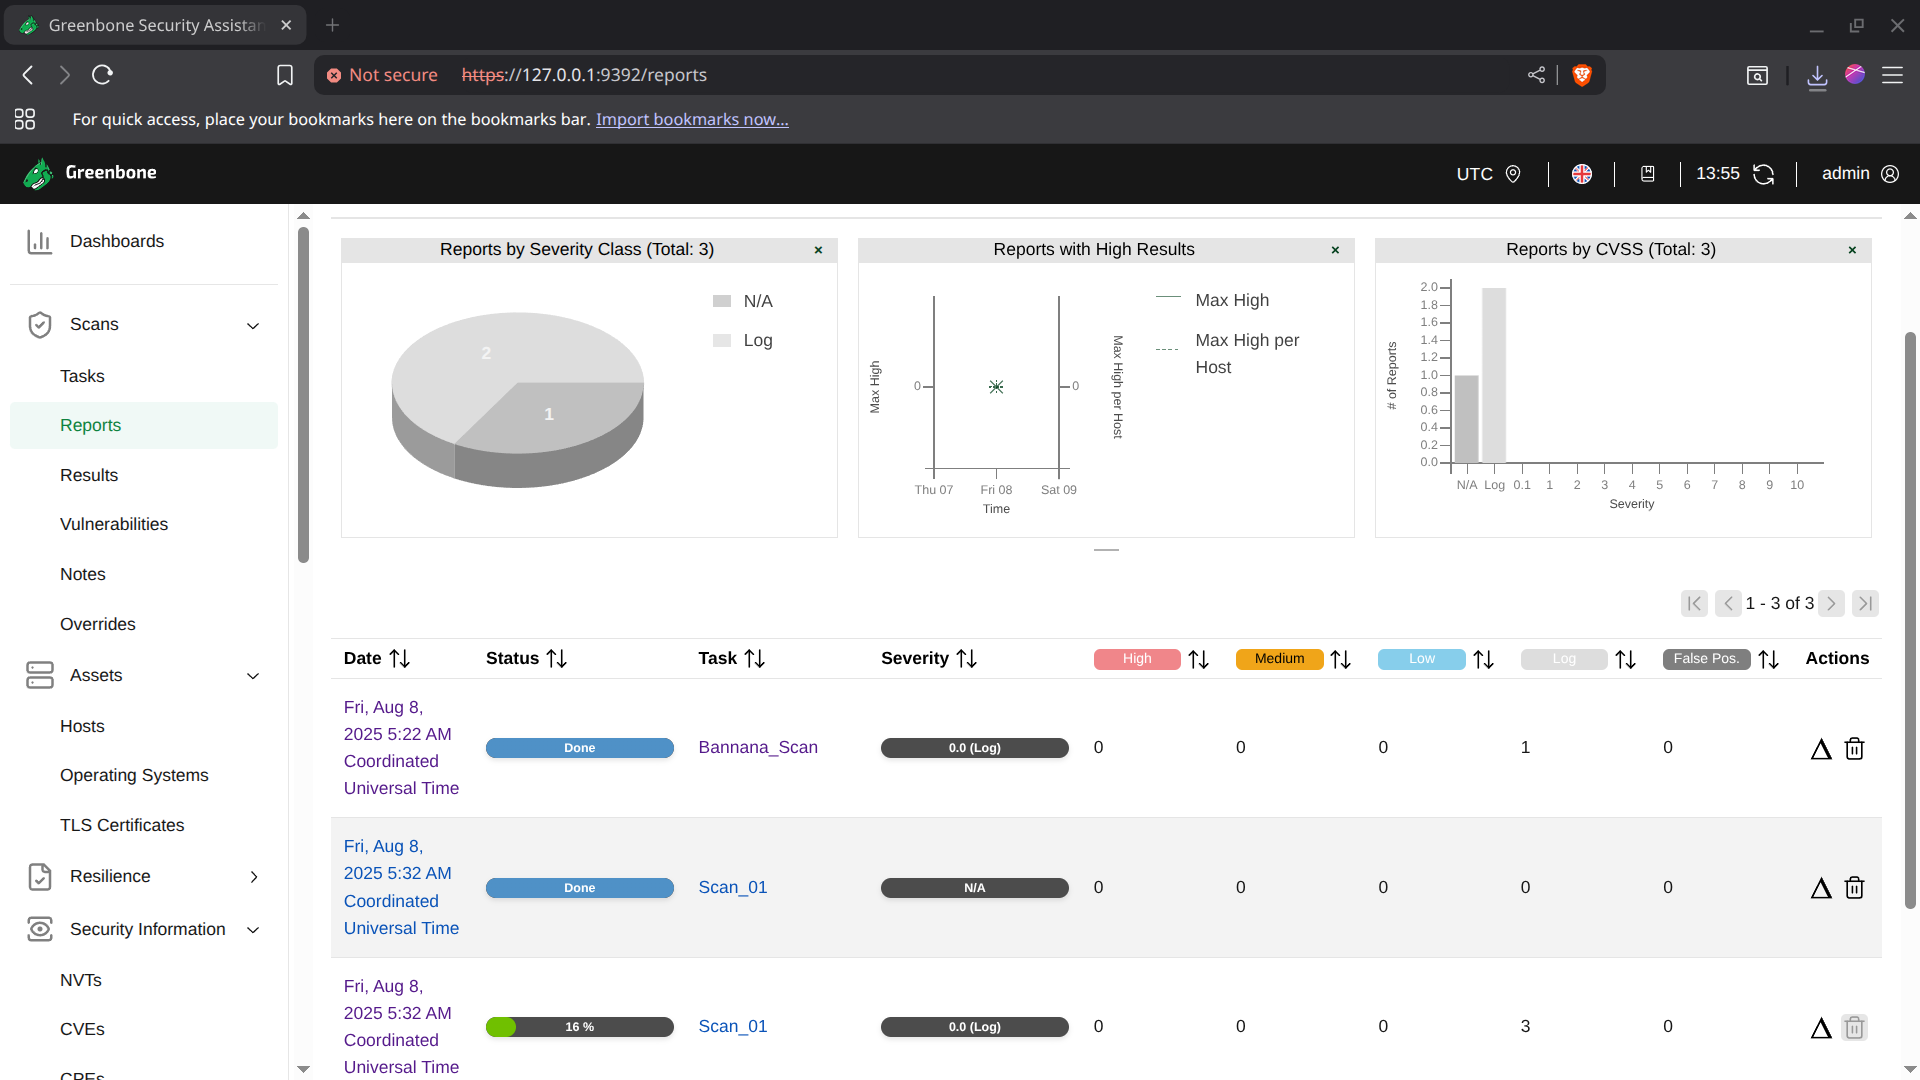 Greenbone Security Assistan
Not secure https://127.0.0.1:9392/reports
For quick access, place your bookmarks here on the bookmarks bar. Import bookmarks now...
Greenbone
UTC
13:55
admin
Dashboards
Scans
Tasks
Reports
Results
Vulnerabilities
Notes
Overrides
Assets
Hosts
Operating Systems
TLS Certificates
Resilience
Security Information
NVTs
CVEs
CPEs
Reports by Severity Class (Total: 3) ×
2
1
N/A
Log
Reports with High Results ×
Max High
0
0
Max High per Host
Thu 07 Fri 08 Sat 09
Time
Max High
Max High per
Host
Reports by CVSS (Total: 3) ×
# of Reports
2.0
1.8
1.6
1.4
1.2
1.0
0.8
0.6
0.4
0.2
0.0
N/A Log 0.1 1 2 3 4 5 6 7 8 9 10
Severity
1 - 3 of 3
Date Status Task Severity High Medium Low Log False Pos. Actions
Fri, Aug 8,
2025 5:22 AM
Coordinated
Universal Time
Done Bannana_Scan 0.0 (Log) 0 0 0 1 0
Fri, Aug 8,
2025 5:32 AM
Coordinated
Universal Time
Done Scan_01 N/A 0 0 0 0 0
Fri, Aug 8,
2025 5:32 AM
Coordinated
Universal Time
16 % Scan_01 0.0 (Log) 0 0 0 3 0